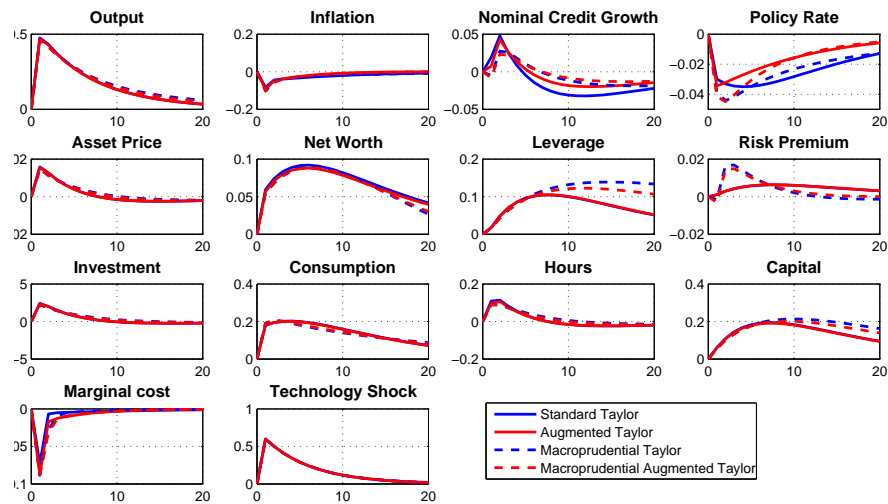 Output Inflation Nominal Credit Growth Policy Rate
.5 0.2 0.05 0
−0.02
0 0 −0.04
0 −0.2 −0.05
0 10 20 0 10 20 0 10 20 0 10 20
Asset Price Net Worth Leverage Risk Premium
02 0.1 0.2 0.02
0 0.05 0.1 0
02 0 0 −0.02
0 10 20 0 10 20 0 10 20 0 10 20
Investment Consumption Hours Capital
5 0.4 0.2 0.4
0 0.2 0 0.2
−5 0 −0.2 0
0 10 20 0 10 20 0 10 20 0 10 20
Marginal cost Technology Shock
0 1
05 0.5
0.1 0
0 10 20 0 10 20
Standard Taylor
Augmented Taylor
Macroprudential Taylor
Macroprudential Augmented Taylor